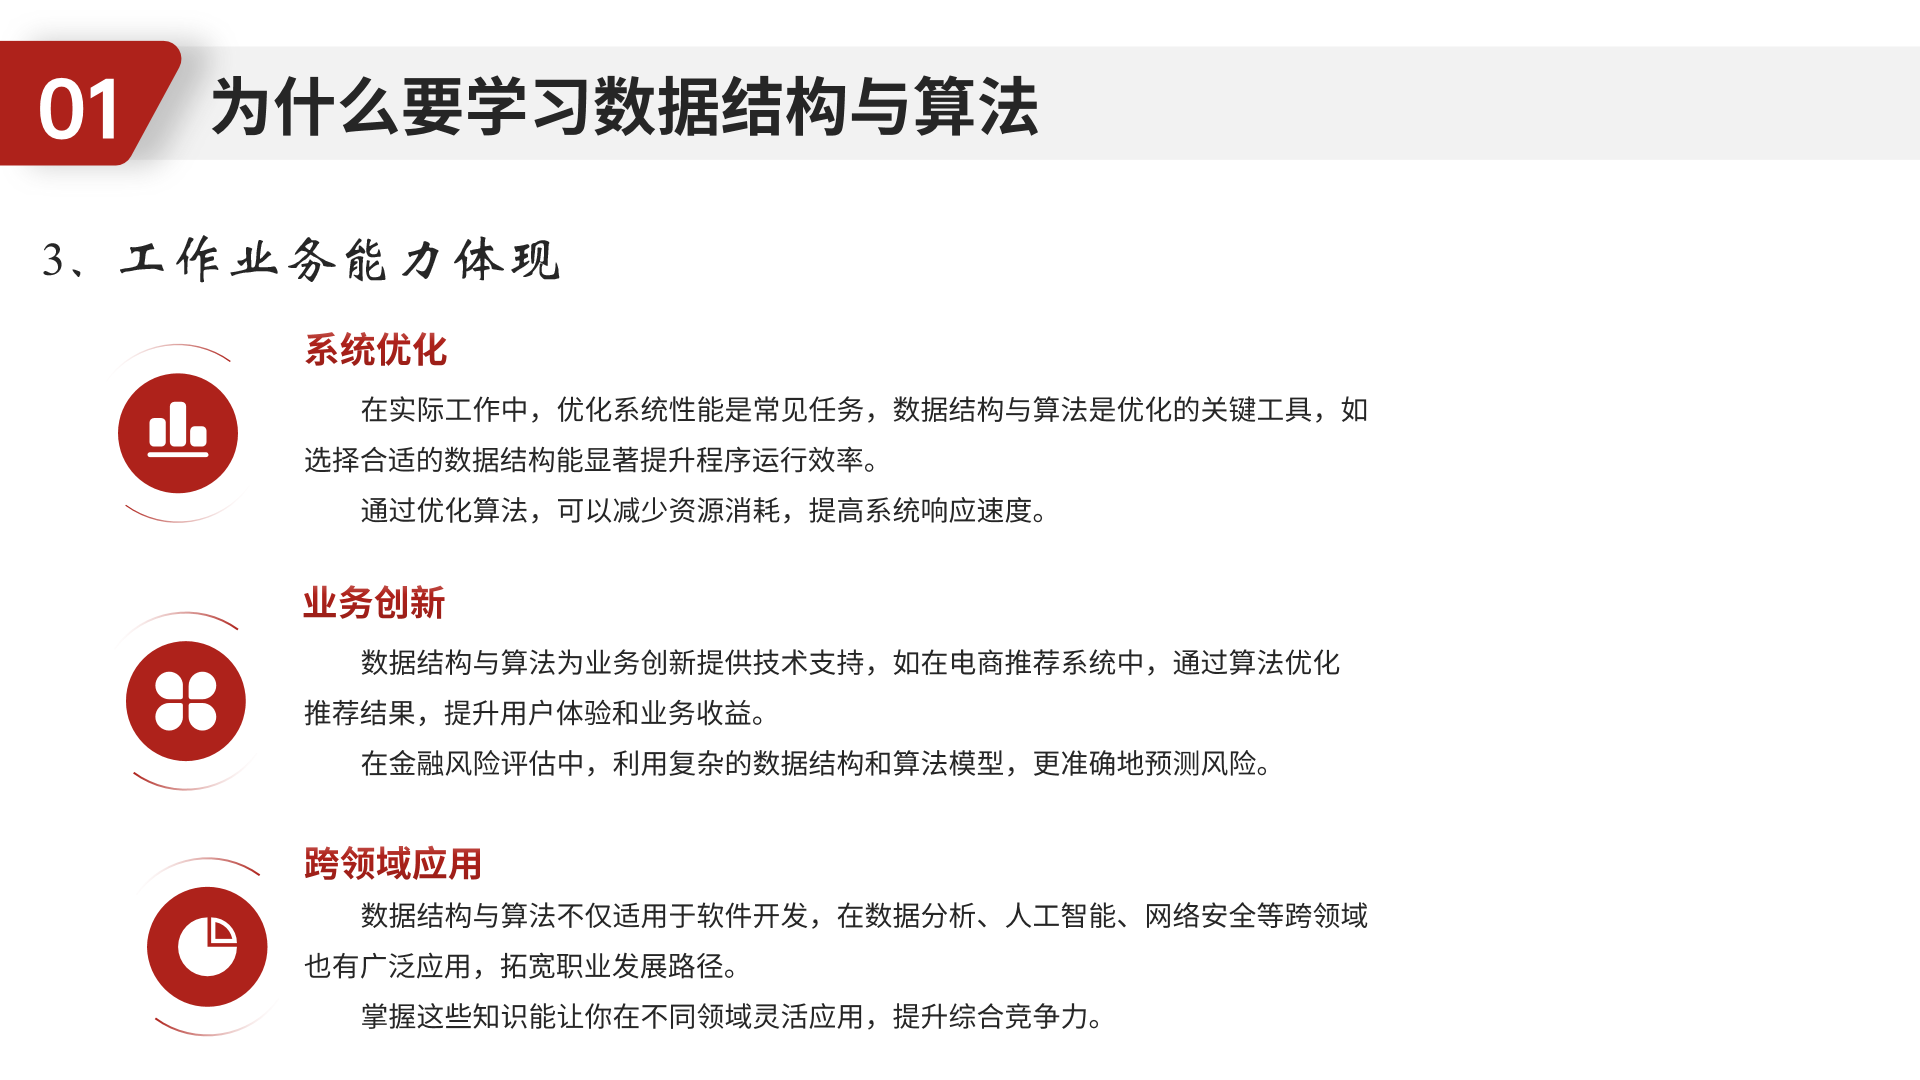 01
为什么要学习数据结构与算法
3、工作业务能力体现
系统优化
在实际工作中，优化系统性能是常见任务，数据结构与算法是优化的关键工具，如
选择合适的数据结构能显著提升程序运行效率。
通过优化算法，可以减少资源消耗，提高系统响应速度。
业务创新
数据结构与算法为业务创新提供技术支持，如在电商推荐系统中，通过算法优化
推荐结果，提升用户体验和业务收益。
在金融风险评估中，利用复杂的数据结构和算法模型，更准确地预测风险。
跨领域应用
数据结构与算法不仅适用于软件开发，在数据分析、人工智能、网络安全等跨领域
也有广泛应用，拓宽职业发展路径。
掌握这些知识能让你在不同领域灵活应用，提升综合竞争力。